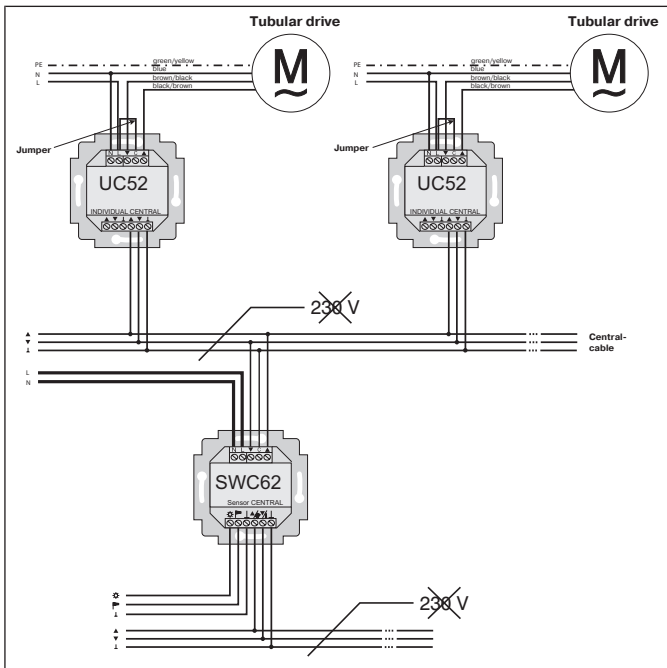 Tubular drive
Tubular drive
PE
green/yellow
N
blue
L
brown/black
black/brown
M
PE
green/yellow
N
blue
L
brown/black
black/brown
M
Jumper
N L ▼ C ▲
Jumper
N L ▼ C ▲
UC52
UC52
INDIVIDUAL CENTRAL
INDIVIDUAL CENTRAL
▲ ▼ ⊥ ▲ ▼ ⊥
▲ ▼ ⊥ ▲ ▼ ⊥
230 V
▲
▼
⊥
Central-
cable
L
N
N L ▼ C ▲
SWC62
Sensor CENTRAL
⊥
230 V
▲
▼
⊥